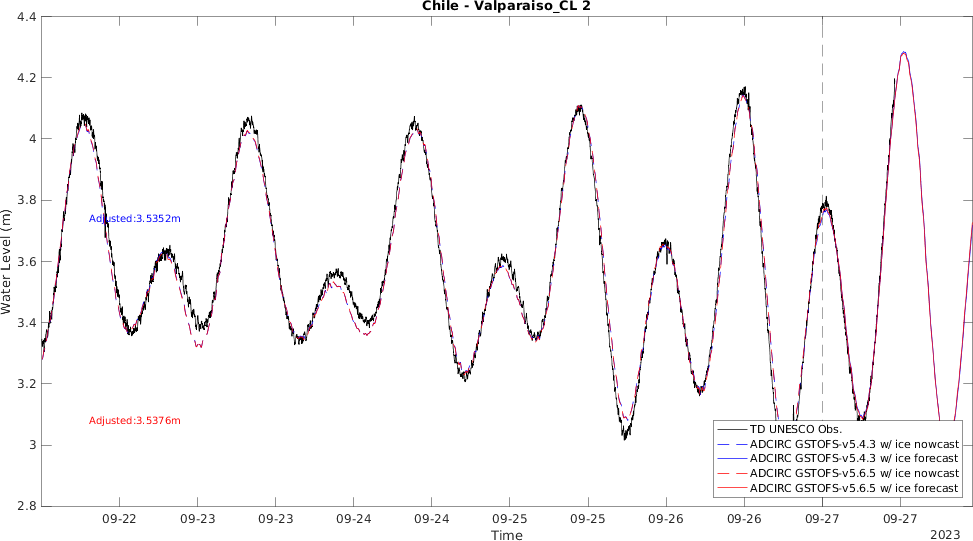 Chile - Valparaiso_CL 2
4.4
4.2
4
3.8
3.6
3.4
3.2
3
2.8
Water Level (m)
Adjusted:3.5352m
Adjusted:3.5376m
TD UNESCO Obs.
ADCIRC GSTOFS-v5.4.3 w/ ice nowcast
ADCIRC GSTOFS-v5.4.3 w/ ice forecast
ADCIRC GSTOFS-v5.6.5 w/ ice nowcast
ADCIRC GSTOFS-v5.6.5 w/ ice forecast
09-22 09-23 09-23 09-24 09-24 09-25 09-25 09-26 09-26 09-27 09-27
Time
2023